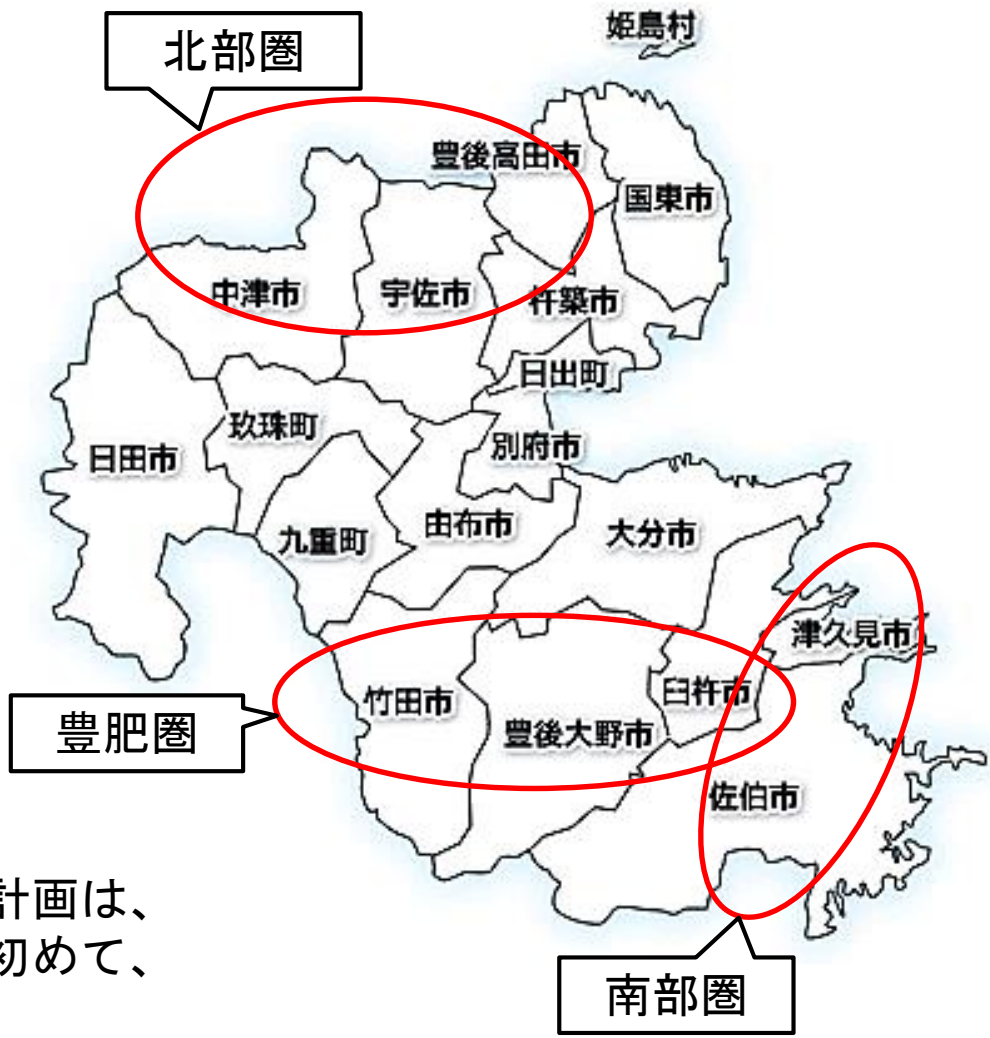 姫島村
北部圏
豊後高田市
国東市
中津市
宇佐市
杵築市
日出町
玖珠町
別府市
日田市
由布市
九重町
大分市
津久見市
竹田市
臼杵市
豊後大野市
豊肥圏
佐伯市
計画は、
初めて、
南部圏